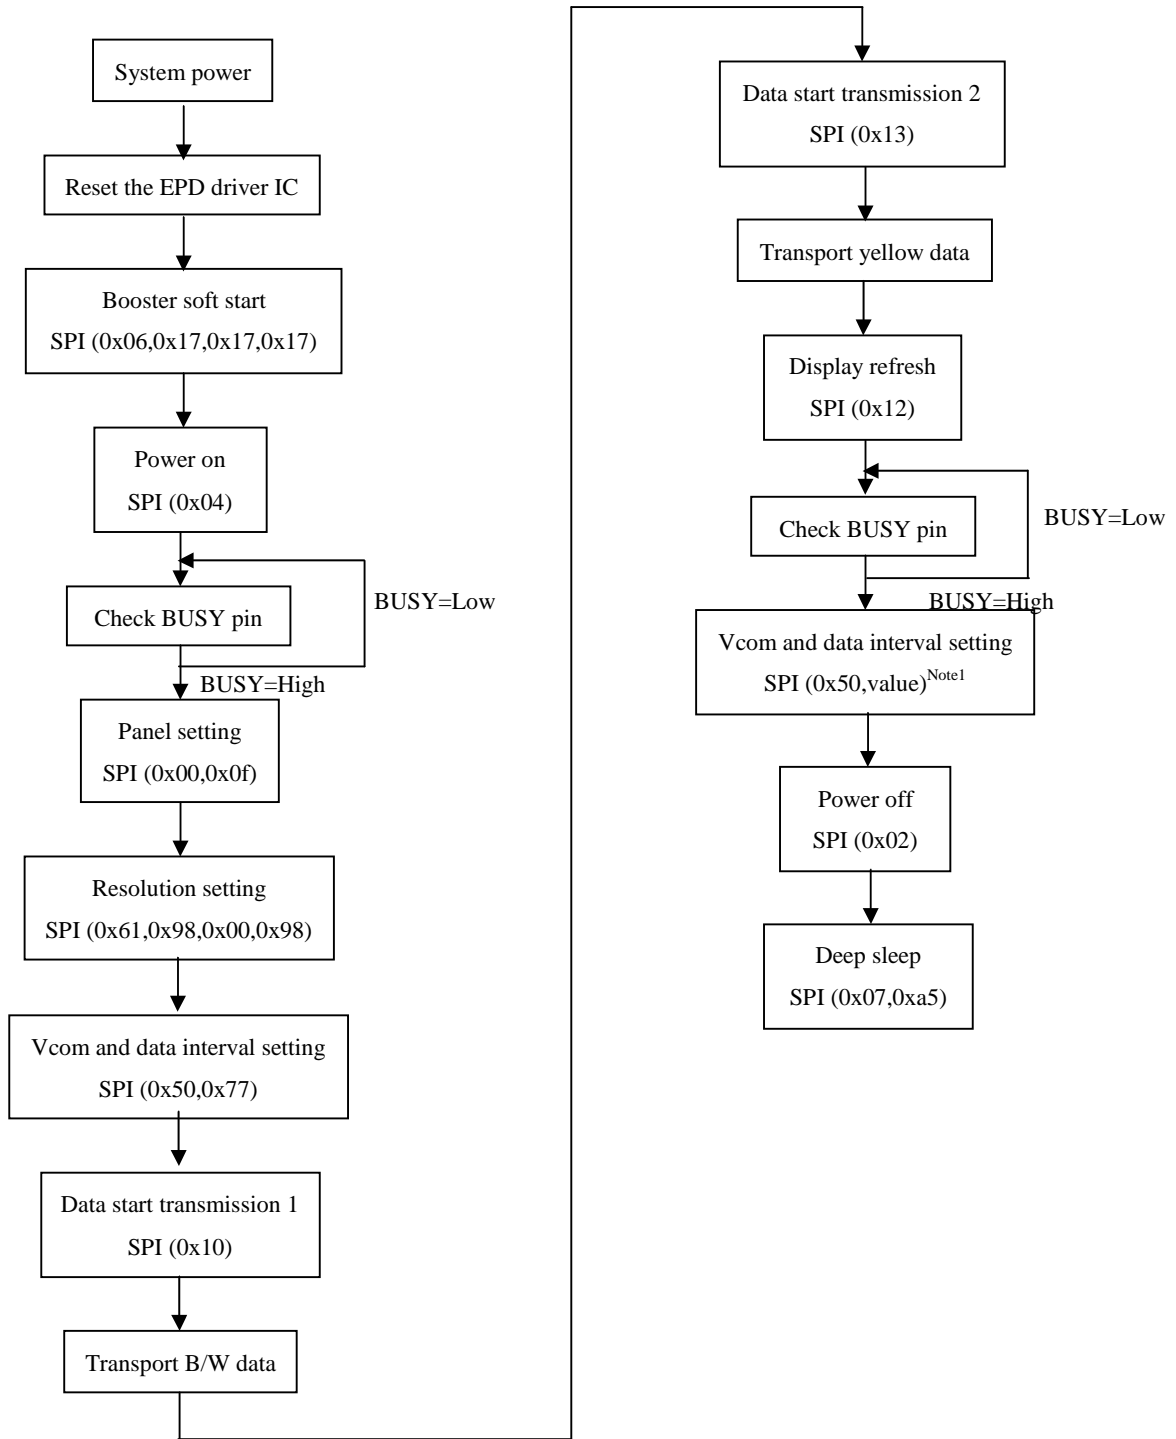 System power
Reset the EPD driver IC
Booster soft start
SPI (0x06,0x17,0x17,0x17)
Power on
SPI (0x04)
Check BUSY pin
BUSY=Low
BUSY=High
Panel setting
SPI (0x00,0x0f)
Resolution setting
SPI (0x61,0x98,0x00,0x98)
Vcom and data interval setting
SPI (0x50,0x77)
Data start transmission 1
SPI (0x10)
Transport B/W data
Data start transmission 2
SPI (0x13)
Transport yellow data
Display refresh
SPI (0x12)
Check BUSY pin
BUSY=Low
BUSY=High
Vcom and data interval setting
SPI (0x50,value)Note1
Power off
SPI (0x02)
Deep sleep
SPI (0x07,0xa5)